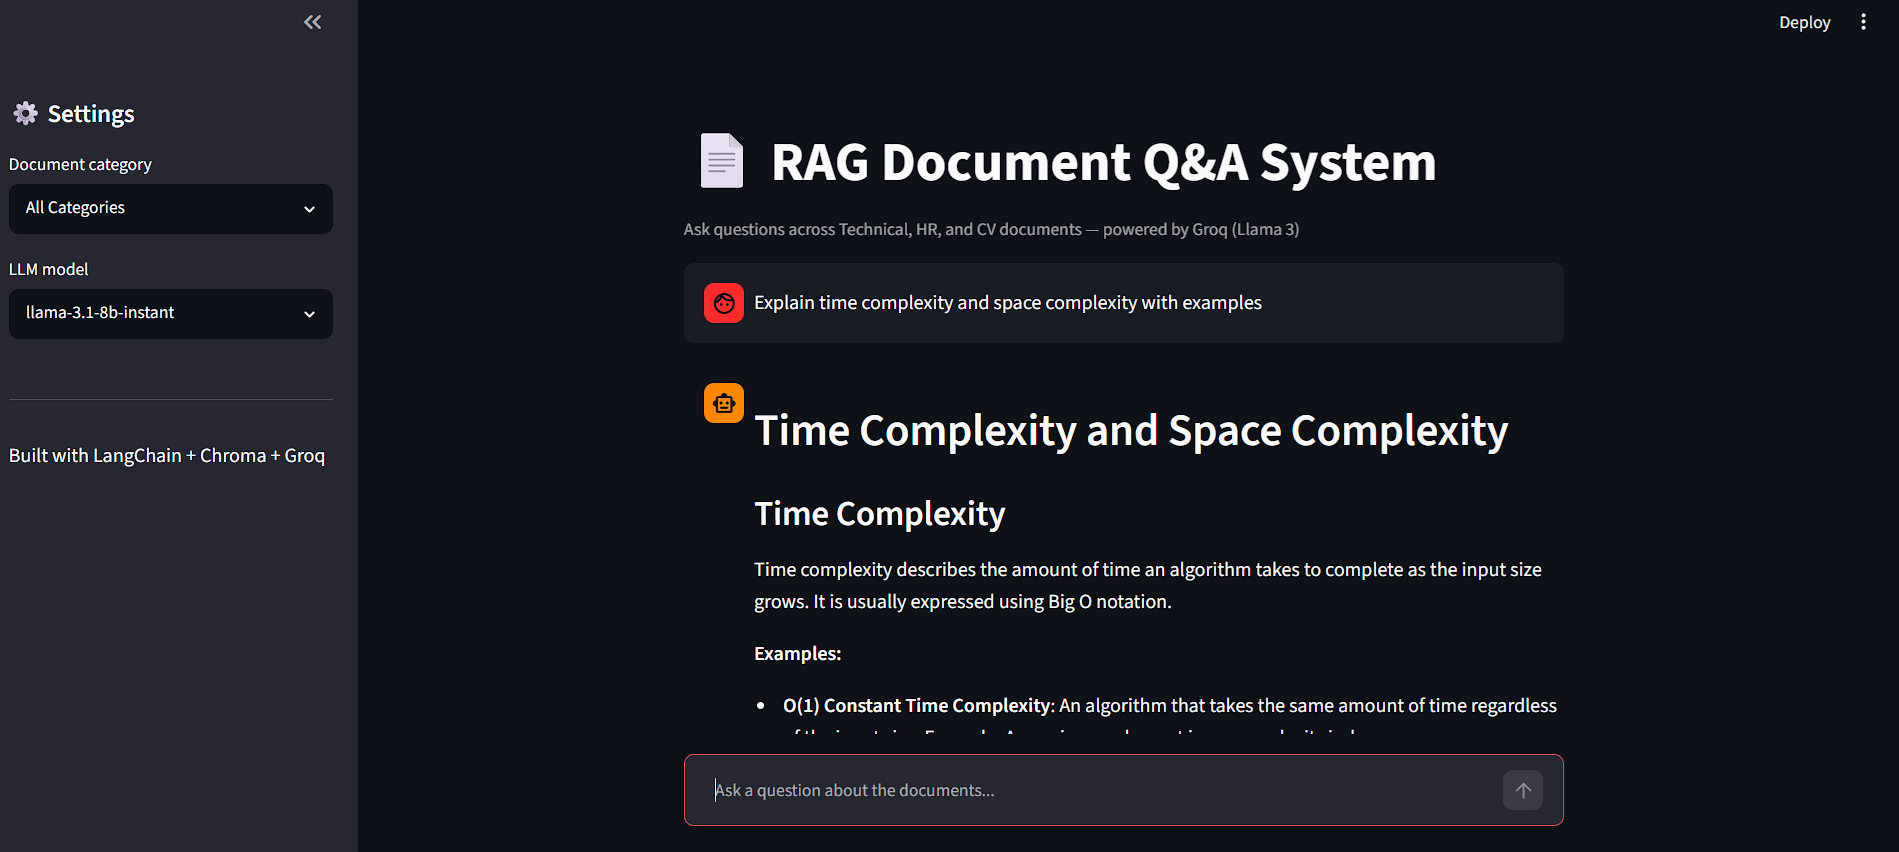 Deploy
Settings
Document category
All Categories
LLM model
llama-3.1-8b-instant
Built with LangChain + Chroma + Groq
RAG Document Q&A System
Ask questions across Technical, HR, and CV documents — powered by Groq (Llama 3)
Explain time complexity and space complexity with examples
Time Complexity and Space Complexity
Time Complexity
Time complexity describes the amount of time an algorithm takes to complete as the input size
grows. It is usually expressed using Big O notation.
Examples:
• O(1) Constant Time Complexity: An algorithm that takes the same amount of time regardless
Ask a question about the documents...